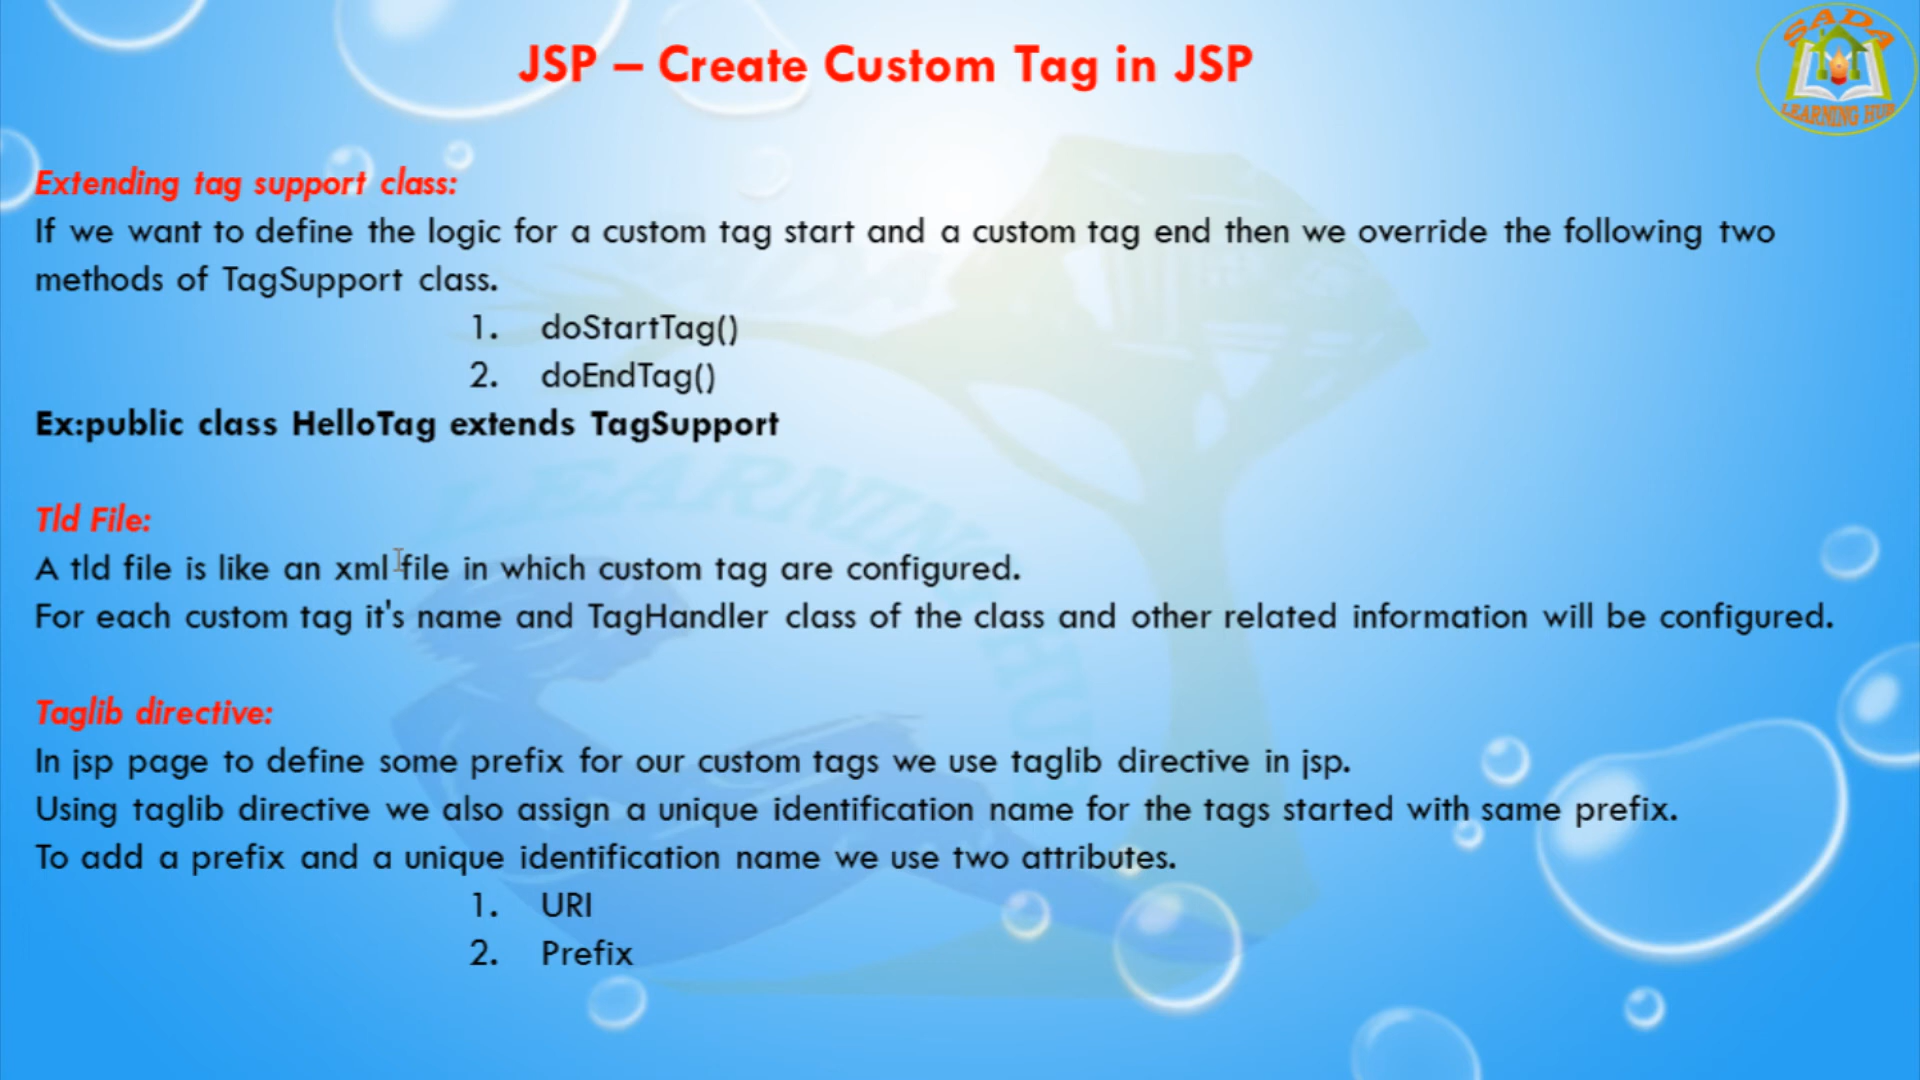 JSP – Create Custom Tag in JSP
SADA
LEARNING HUB
Extending tag support class:
If we want to define the logic for a custom tag start and a custom tag end then we override the following two
methods of TagSupport class.
1. doStartTag()
2. doEndTag()
Ex:public class HelloTag extends TagSupport
Tld File:
A tld file is like an xml file in which custom tag are configured.
For each custom tag it's name and TagHandler class of the class and other related information will be configured.
Taglib directive:
In jsp page to define some prefix for our custom tags we use taglib directive in jsp.
Using taglib directive we also assign a unique identification name for the tags started with same prefix.
To add a prefix and a unique identification name we use two attributes.
1. URI
2. Prefix
LEARNING HUB